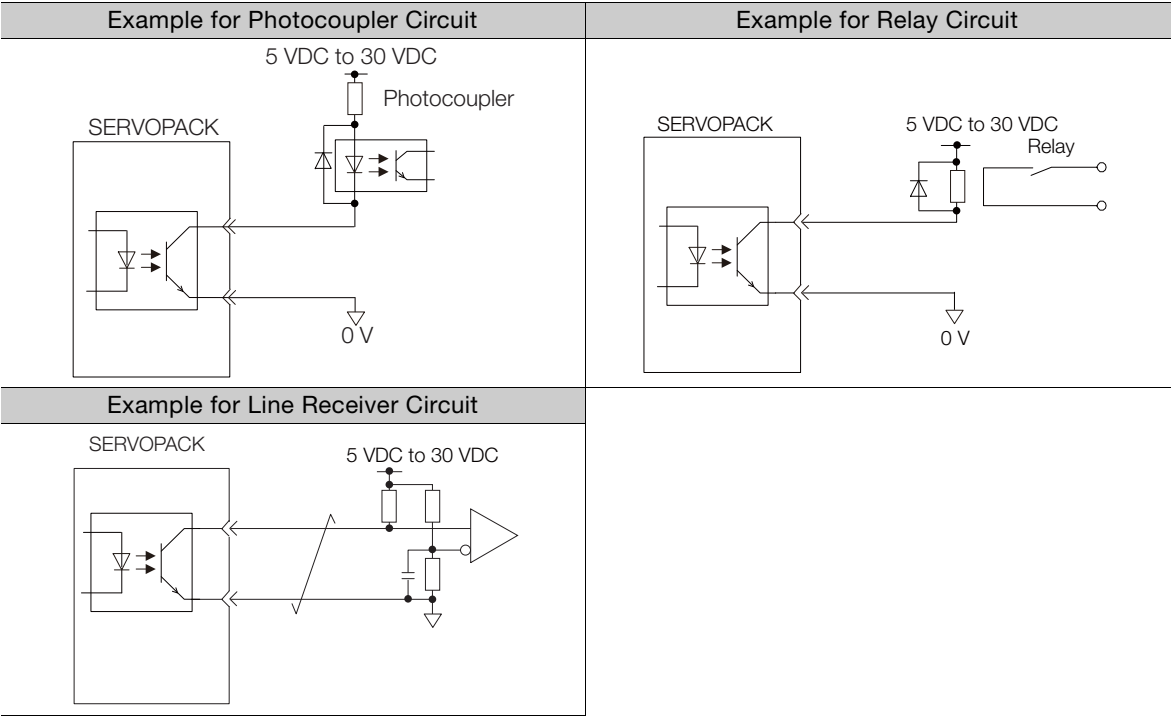 Example for Photocoupler Circuit
Example for Relay Circuit
5 VDC to 30 VDC
Photocoupler
SERVOPACK
0 V
SERVOPACK
5 VDC to 30 VDC
Relay
0 V
Example for Line Receiver Circuit
SERVOPACK
5 VDC to 30 VDC